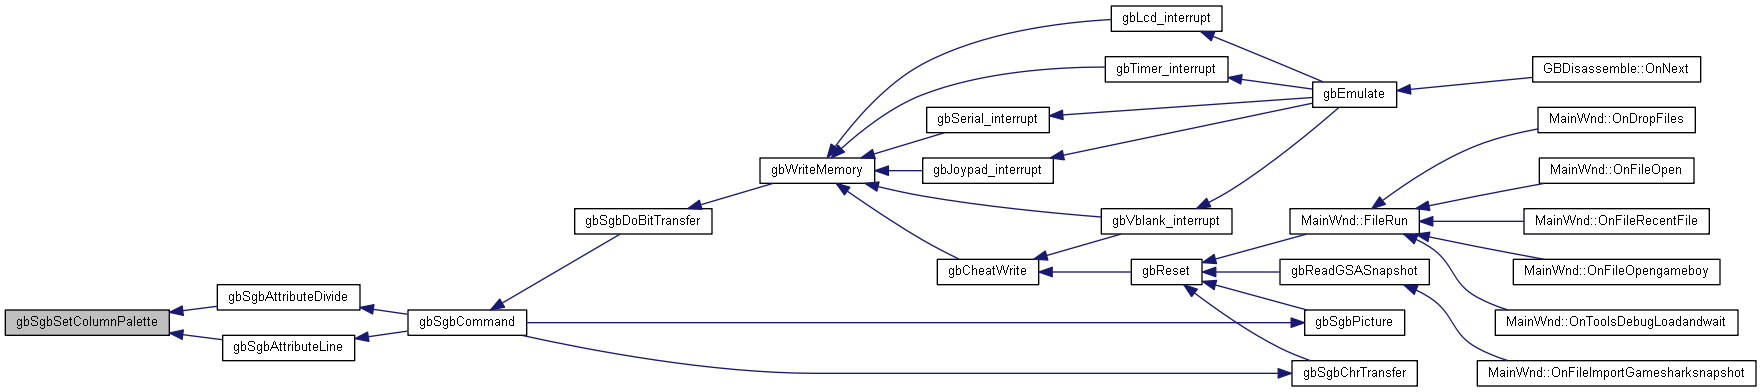 gbLcd_interrupt
gbTimer_interrupt
GBDisassemble::OnNext
gbEmulate
gbSerial_interrupt
MainWnd::OnDropFiles
gbWriteMemory
gbJoypad_interrupt
MainWnd::OnFileOpen
gbSgbDoBitTransfer
gbVblank_interrupt
MainWnd::FileRun
MainWnd::OnFileRecentFile
gbCheatWrite
gbReset
gbReadGSASnapshot
MainWnd::OnFileOpengameboy
gbSgbAttributeDivide
gbSgbSetColumnPalette
gbSgbCommand
gbSgbPicture
MainWnd::OnToolsDebugLoadandwait
gbSgbAttributeLine
gbSgbChrTransfer
MainWnd::OnFileImportGamesharksnapshot